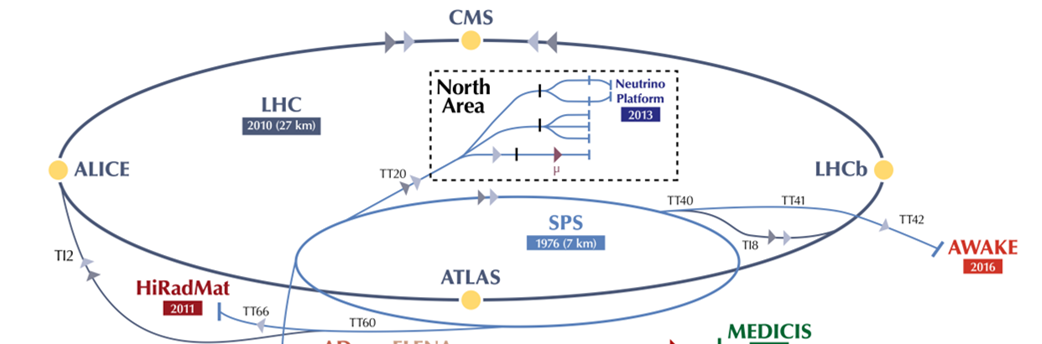 CMS
North
Area
Neutrino
Platform
2013
LHC
2010 (27 km)
ALICE
TT20
μ
LHCb
TT40
TT41
TT42
SPS
1976 (7 km)
TI8
AWAKE
2016
TI2
ATLAS
HiRadMat
2011
TT66
TT60
MEDICIS